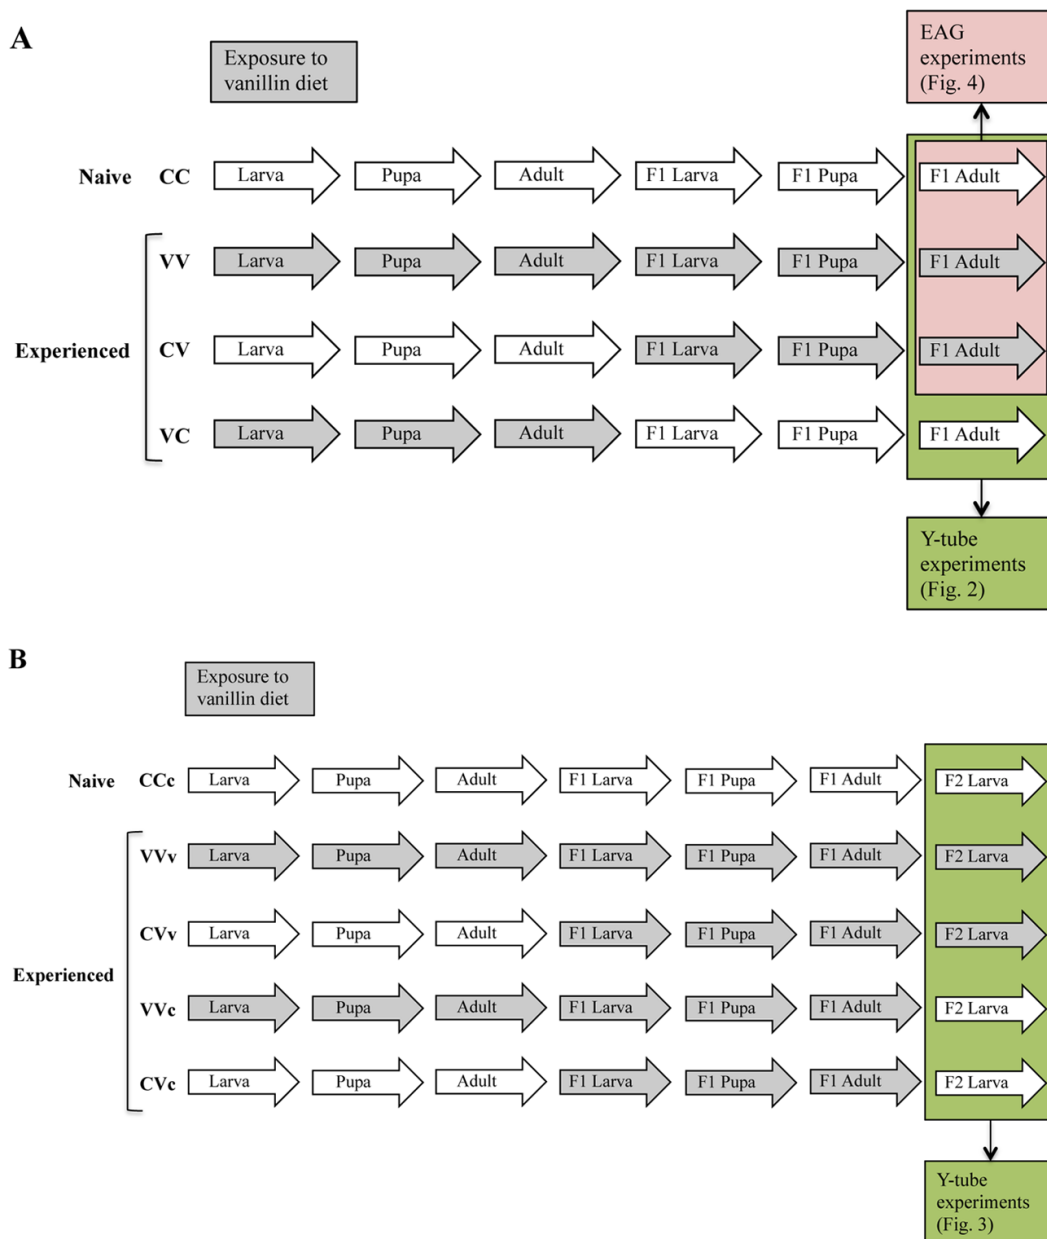 A
Exposure to
vanillin diet
EAG
experiments
(Fig. 4)
Naive CC Larva Pupa Adult F1 Larva F1 Pupa F1 Adult
VV Larva Pupa Adult F1 Larva F1 Pupa F1 Adult
Experienced CV Larva Pupa Adult F1 Larva F1 Pupa F1 Adult
VC Larva Pupa Adult F1 Larva F1 Pupa F1 Adult
Y-tube
experiments
(Fig. 2)
B
Exposure to
vanillin diet
Naive CCc Larva Pupa Adult F1 Larva F1 Pupa F1 Adult F2 Larva
VVv Larva Pupa Adult F1 Larva F1 Pupa F1 Adult F2 Larva
CVv Larva Pupa Adult F1 Larva F1 Pupa F1 Adult F2 Larva
Experienced
VVc Larva Pupa Adult F1 Larva F1 Pupa F1 Adult F2 Larva
CVc Larva Pupa Adult F1 Larva F1 Pupa F1 Adult F2 Larva
Y-tube
experiments
(Fig. 3)